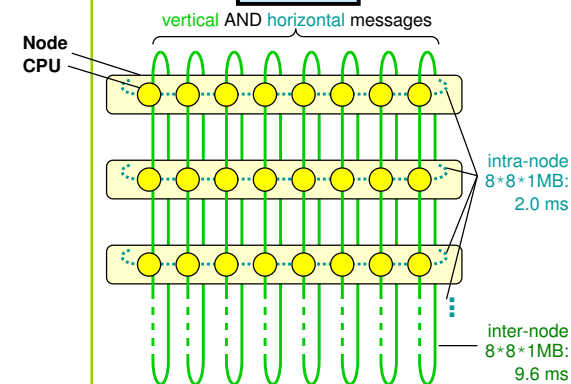 vertical AND horizontal messages
Node
CPU
intra-node
8*8*1MB:
2.0 ms
inter-node
8*8*1MB:
9.6 ms